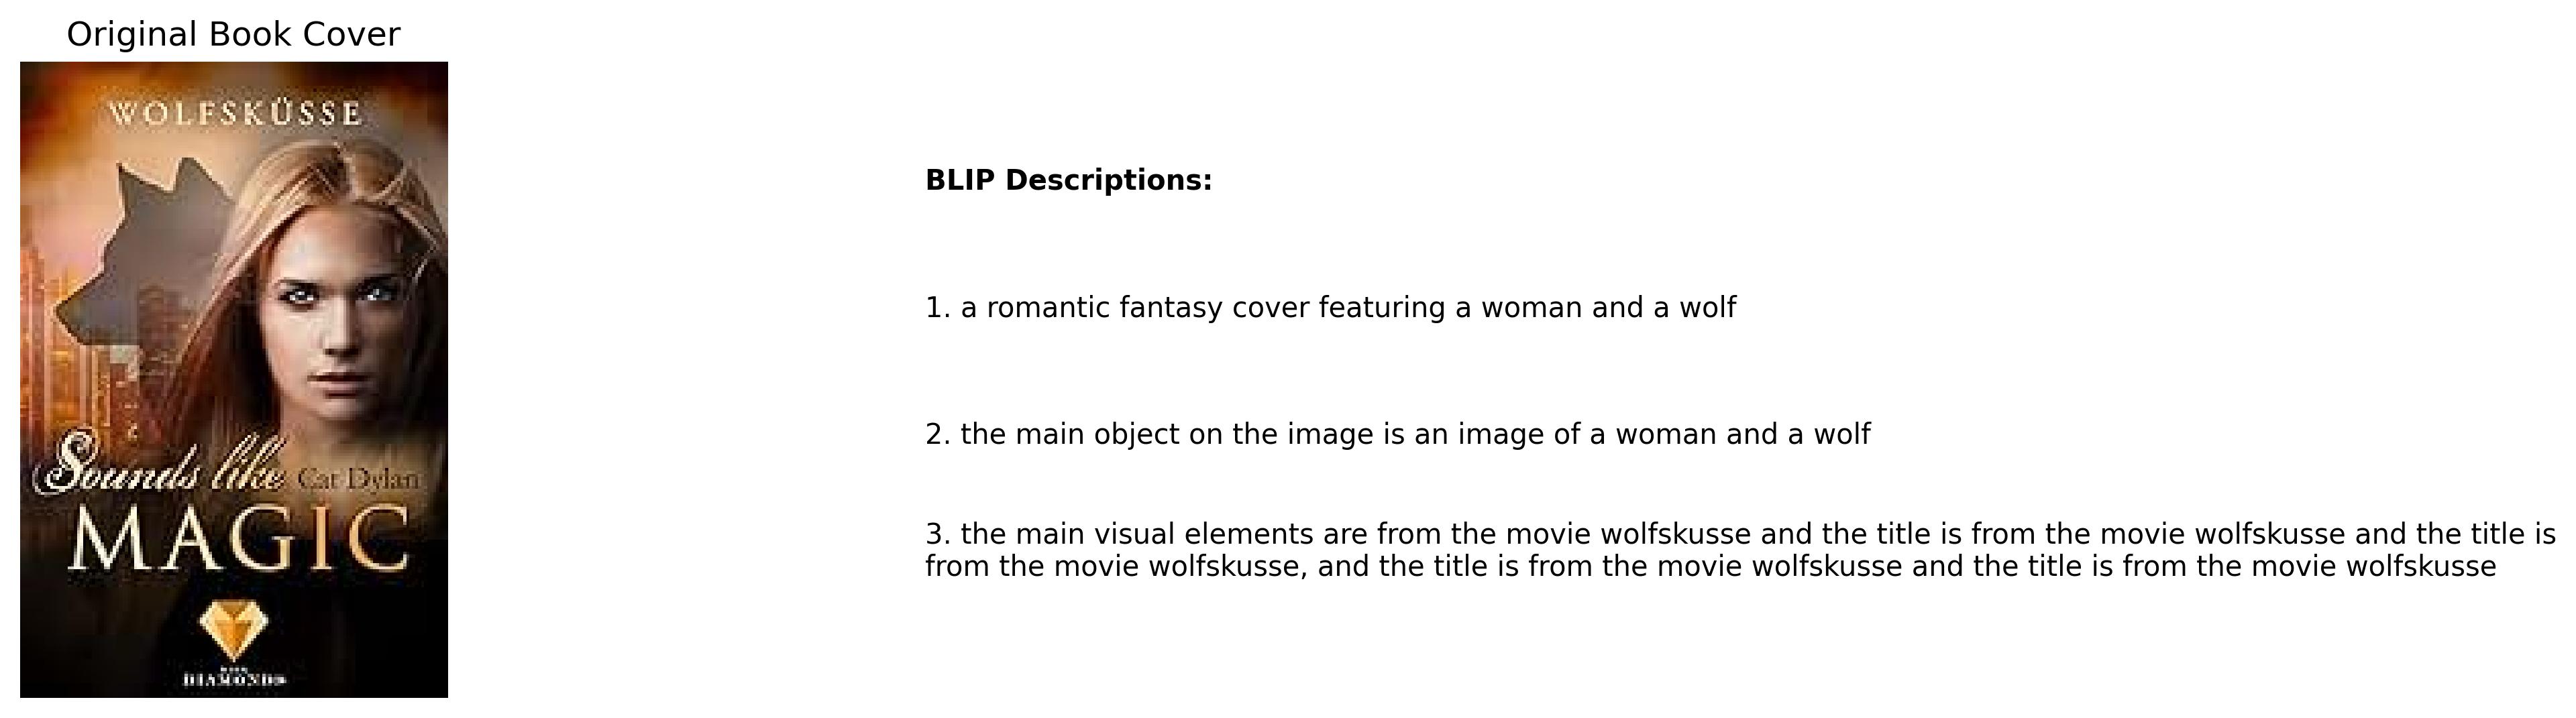 Original Book Cover
WOLFSKÜSSE
Sounds like Cat Dylan
MAGIC
DIAMONDS
BLIP Descriptions:
1. a romantic fantasy cover featuring a woman and a wolf
2. the main object on the image is an image of a woman and a wolf
3. the main visual elements are from the movie wolfskusse and the title is from the movie wolfskusse and the title is
from the movie wolfskusse, and the title is from the movie wolfskusse and the title is from the movie wolfskusse